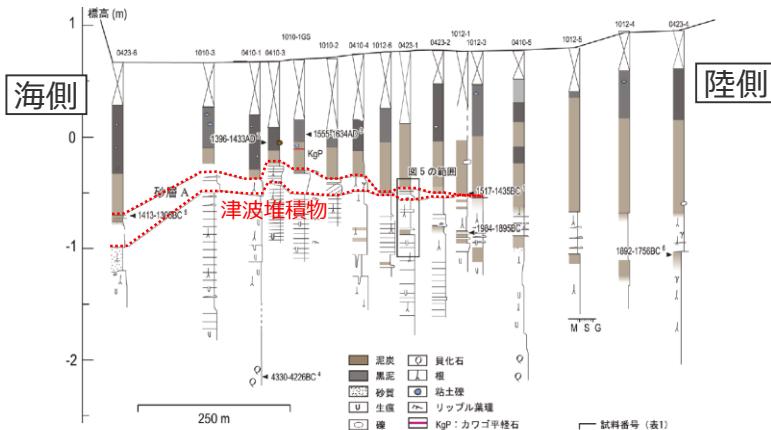 標高 (m)
1
0
-1
-2
海側
陸側
0423-6
1010-3
0410-1
0410-3
1010-1GS
1010-2
0410-4
1012-6
0423-1
0423-2
1012-1
1012-3
0410-5
1012-5
1012-4
0423-4
1396-1433AD
1555-1634AD
KgP
図 5 の範囲
砂層 A
津波堆積物
1517-1435BC
1984-1895BC
1892-1756BC 6
4330-4226BC 4
M S G
250 m
泥炭
黒泥
砂質
生痕
礫
貝化石
根
粘土礫
リップル葉理
KgP：カワゴ平軽石
試料番号（表1）